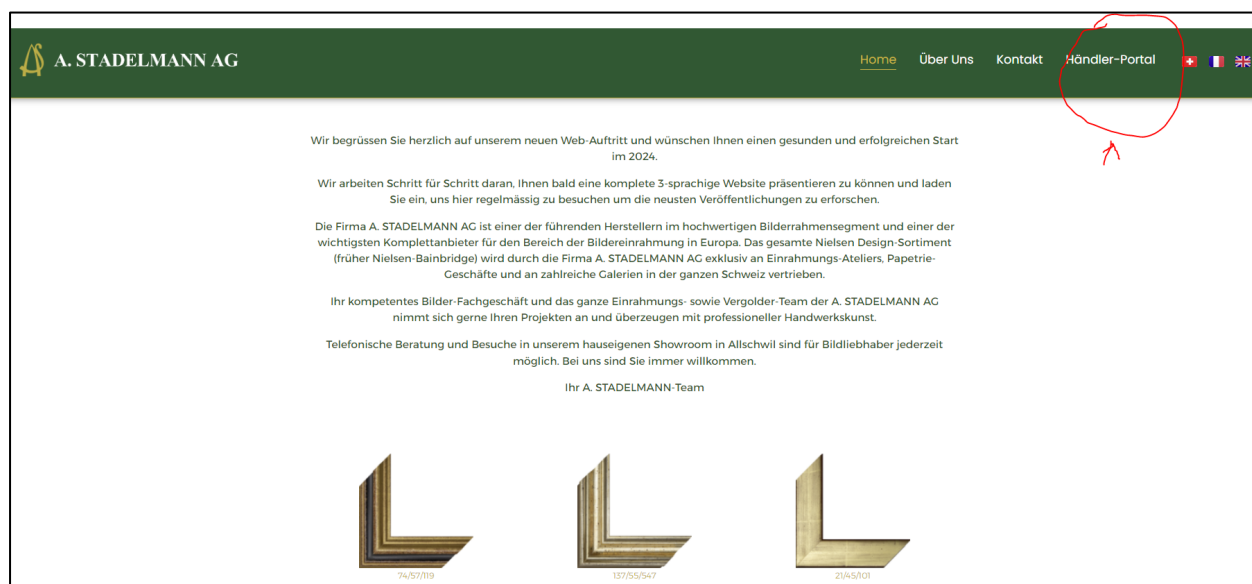 A. STADELMANN AG
Home Über Uns Kontakt Händler-Portal
Wir begrüssen Sie herzlich auf unserem neuen Web-Auftritt und wünschen Ihnen einen gesunden und erfolgreichen Start
im 2024.
Wir arbeiten Schritt für Schritt daran, Ihnen bald eine komplete 3-sprachige Website präsentieren zu können und laden
Sie ein, uns hier regelmässig zu besuchen um die neusten Veröffentlichungen zu erforschen.
Die Firma A. STADELMANN AG ist einer der führenden Herstellern im hochwertigen Bilderrahmensegment und einer der
wichtigsten Komplettanbieter für den Bereich der Bildereinrahmung in Europa. Das gesamte Nielsen Design-Sortiment
(früher Nielsen-Bainbridge) wird durch die Firma A. STADELMANN AG exklusiv an Einrahmungs-Ateliers, Papetrie-
Geschäfte und an zahlreiche Galerien in der ganzen Schweiz vertrieben.
Ihr kompetentes Bilder-Fachgeschäft und das ganze Einrahmungs- sowie Vergolder-Team der A. STADELMANN AG
nimmt sich gerne Ihren Projekten an und überzeugen mit professioneller Handwerkskunst.
Telefonische Beratung und Besuche in unserem hauseigenen Showroom in Allschwil sind für Bildliebhaber jederzeit
möglich. Bei uns sind Sie immer willkommen.
Ihr A. STADELMANN-Team
74/57/119 137/55/547 21/45/101